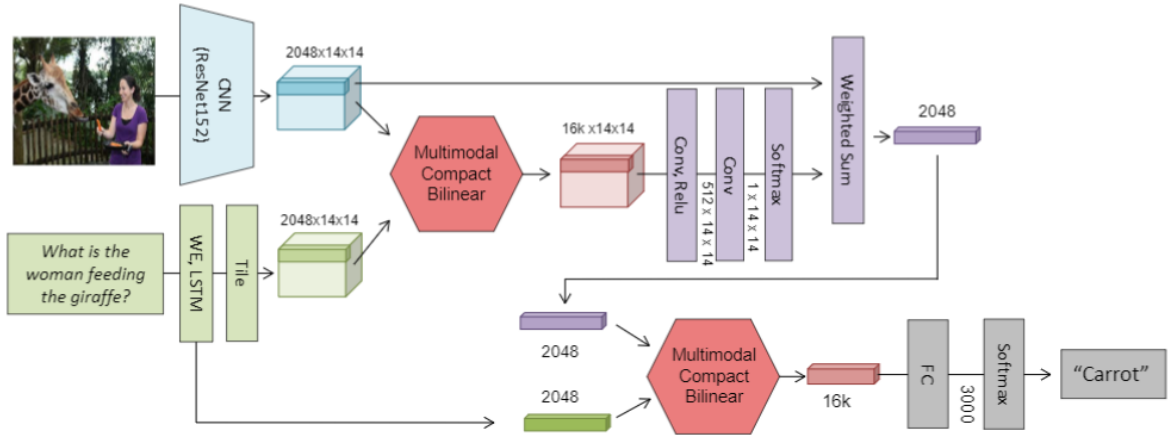 CNN
(ResNet152)
2048x14x14
Multimodal
Compact
Bilinear
16k x14x14
Conv, Relu
512 x 14 x 14
Conv
1 x 14 x 14
Softmax
Weighted Sum
2048
What is the
woman feeding
the giraffe?
WE, LSTM
Tile
2048x14x14
2048
2048
Multimodal
Compact
Bilinear
16k
FC
3000
Softmax
“Carrot”